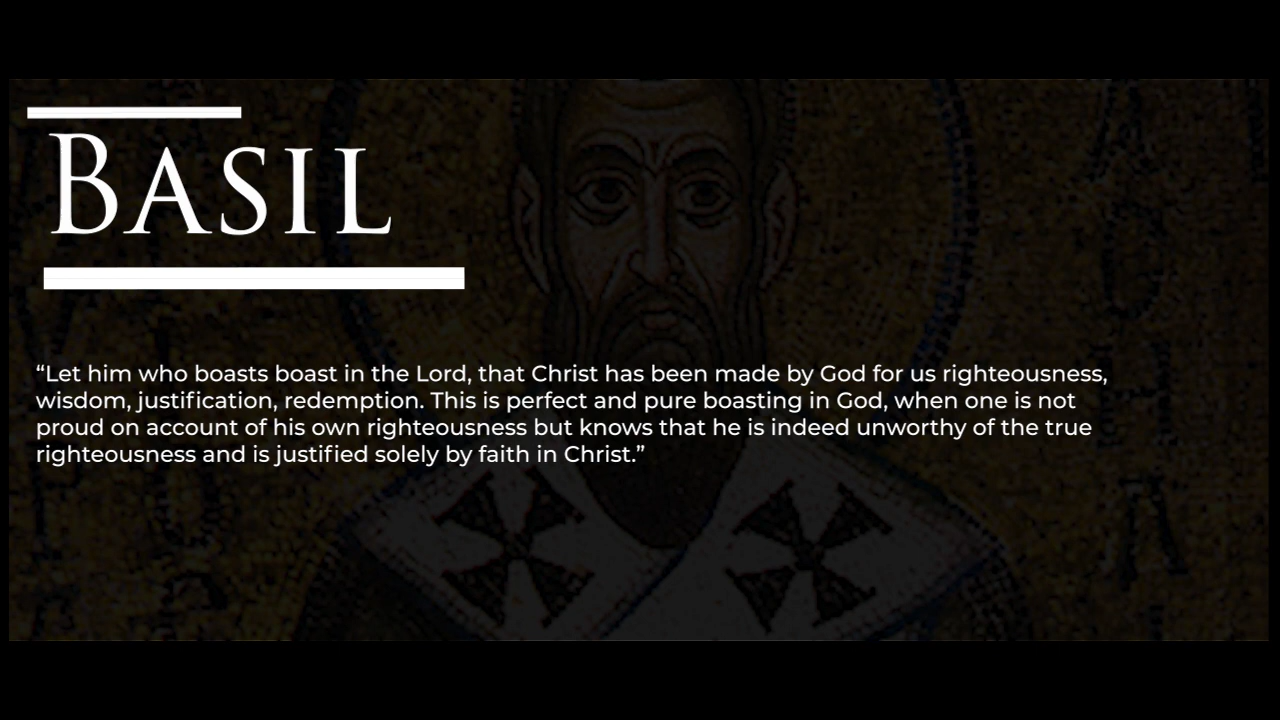 BASIL
“Let him who boasts boast in the Lord, that Christ has been made by God for us righteousness,
wisdom, justification, redemption. This is perfect and pure boasting in God, when one is not
proud on account of his own righteousness but knows that he is indeed unworthy of the true
righteousness and is justified solely by faith in Christ.”